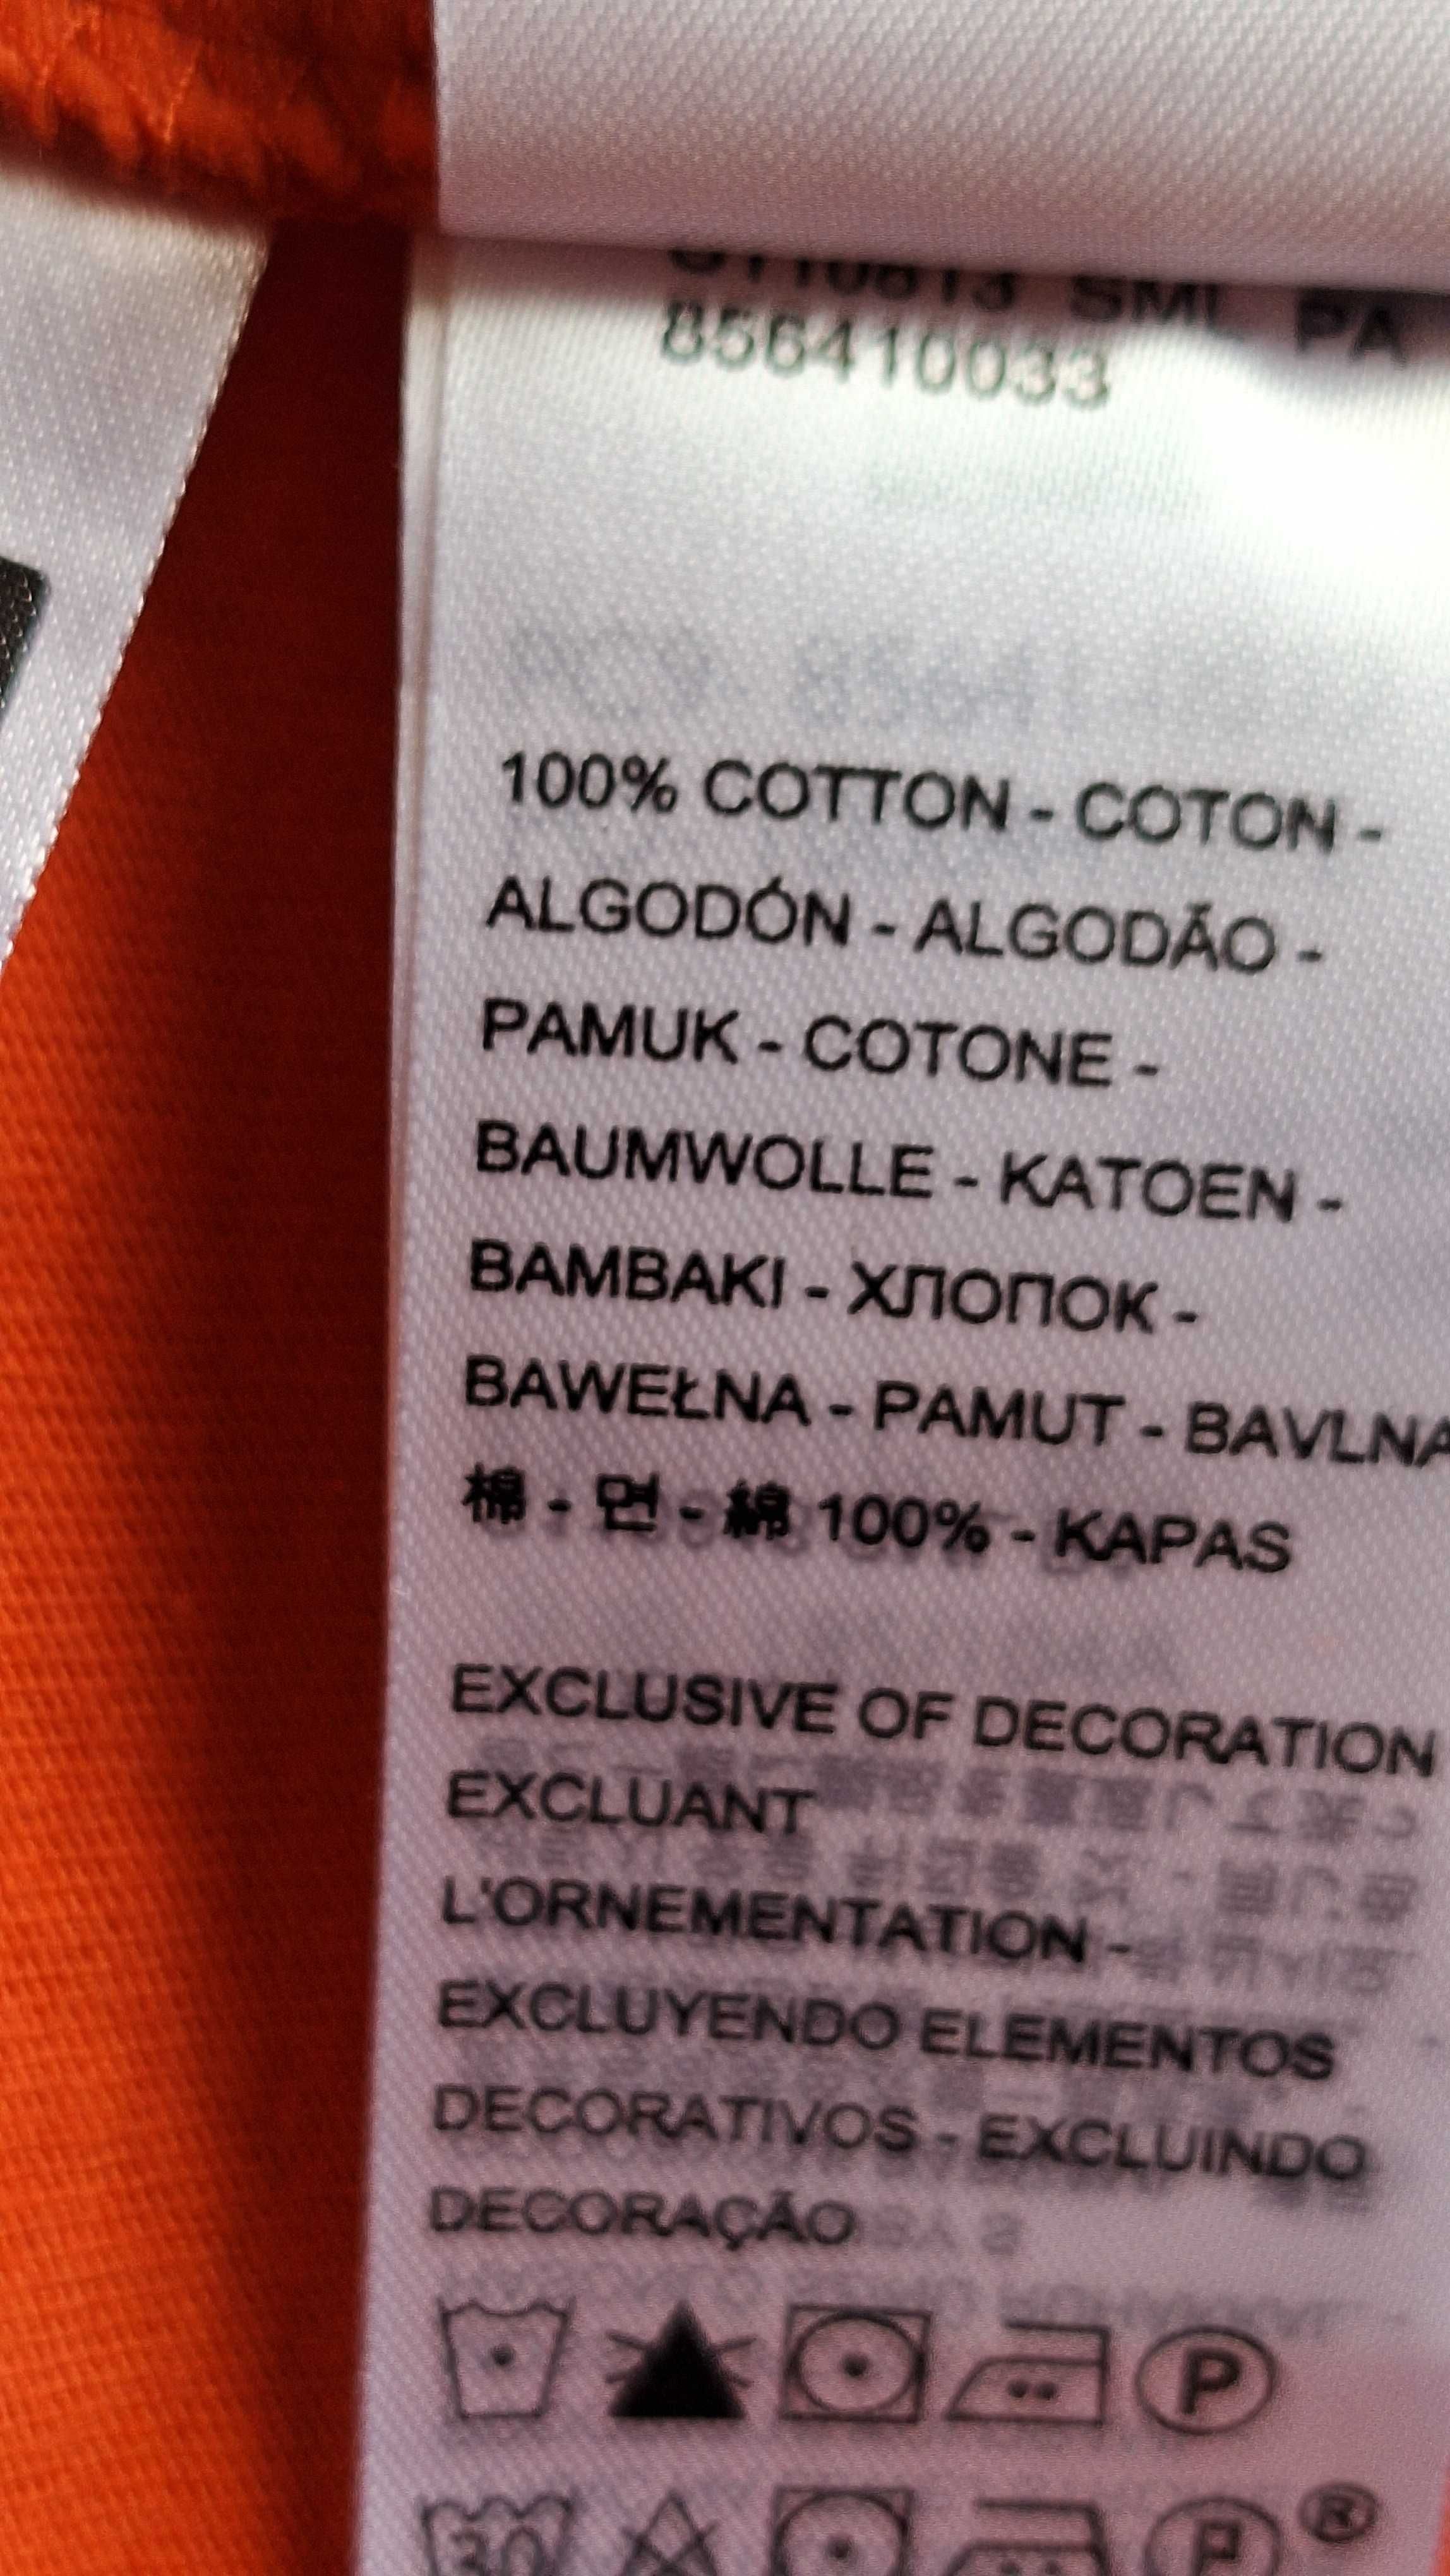 856410033
100% COTTON - COTON -
ALGODÓN - ALGODÃO -
PAMUK - COTONE -
BAUMWOLLE - KATOEN -
BAMBAKI - ХЛОПОК -
BAWEŁNA - PAMUT - BAVLNA
棉 - 면 - 綿 100% - KAPAS
EXCLUSIVE OF DECORATION
EXCLUANT
L'ORNEMENTATION -
EXCLUYENDO ELEMENTOS
DECORATIVOS - EXCLUINDO
DECORAÇÃO
P
30 P ®